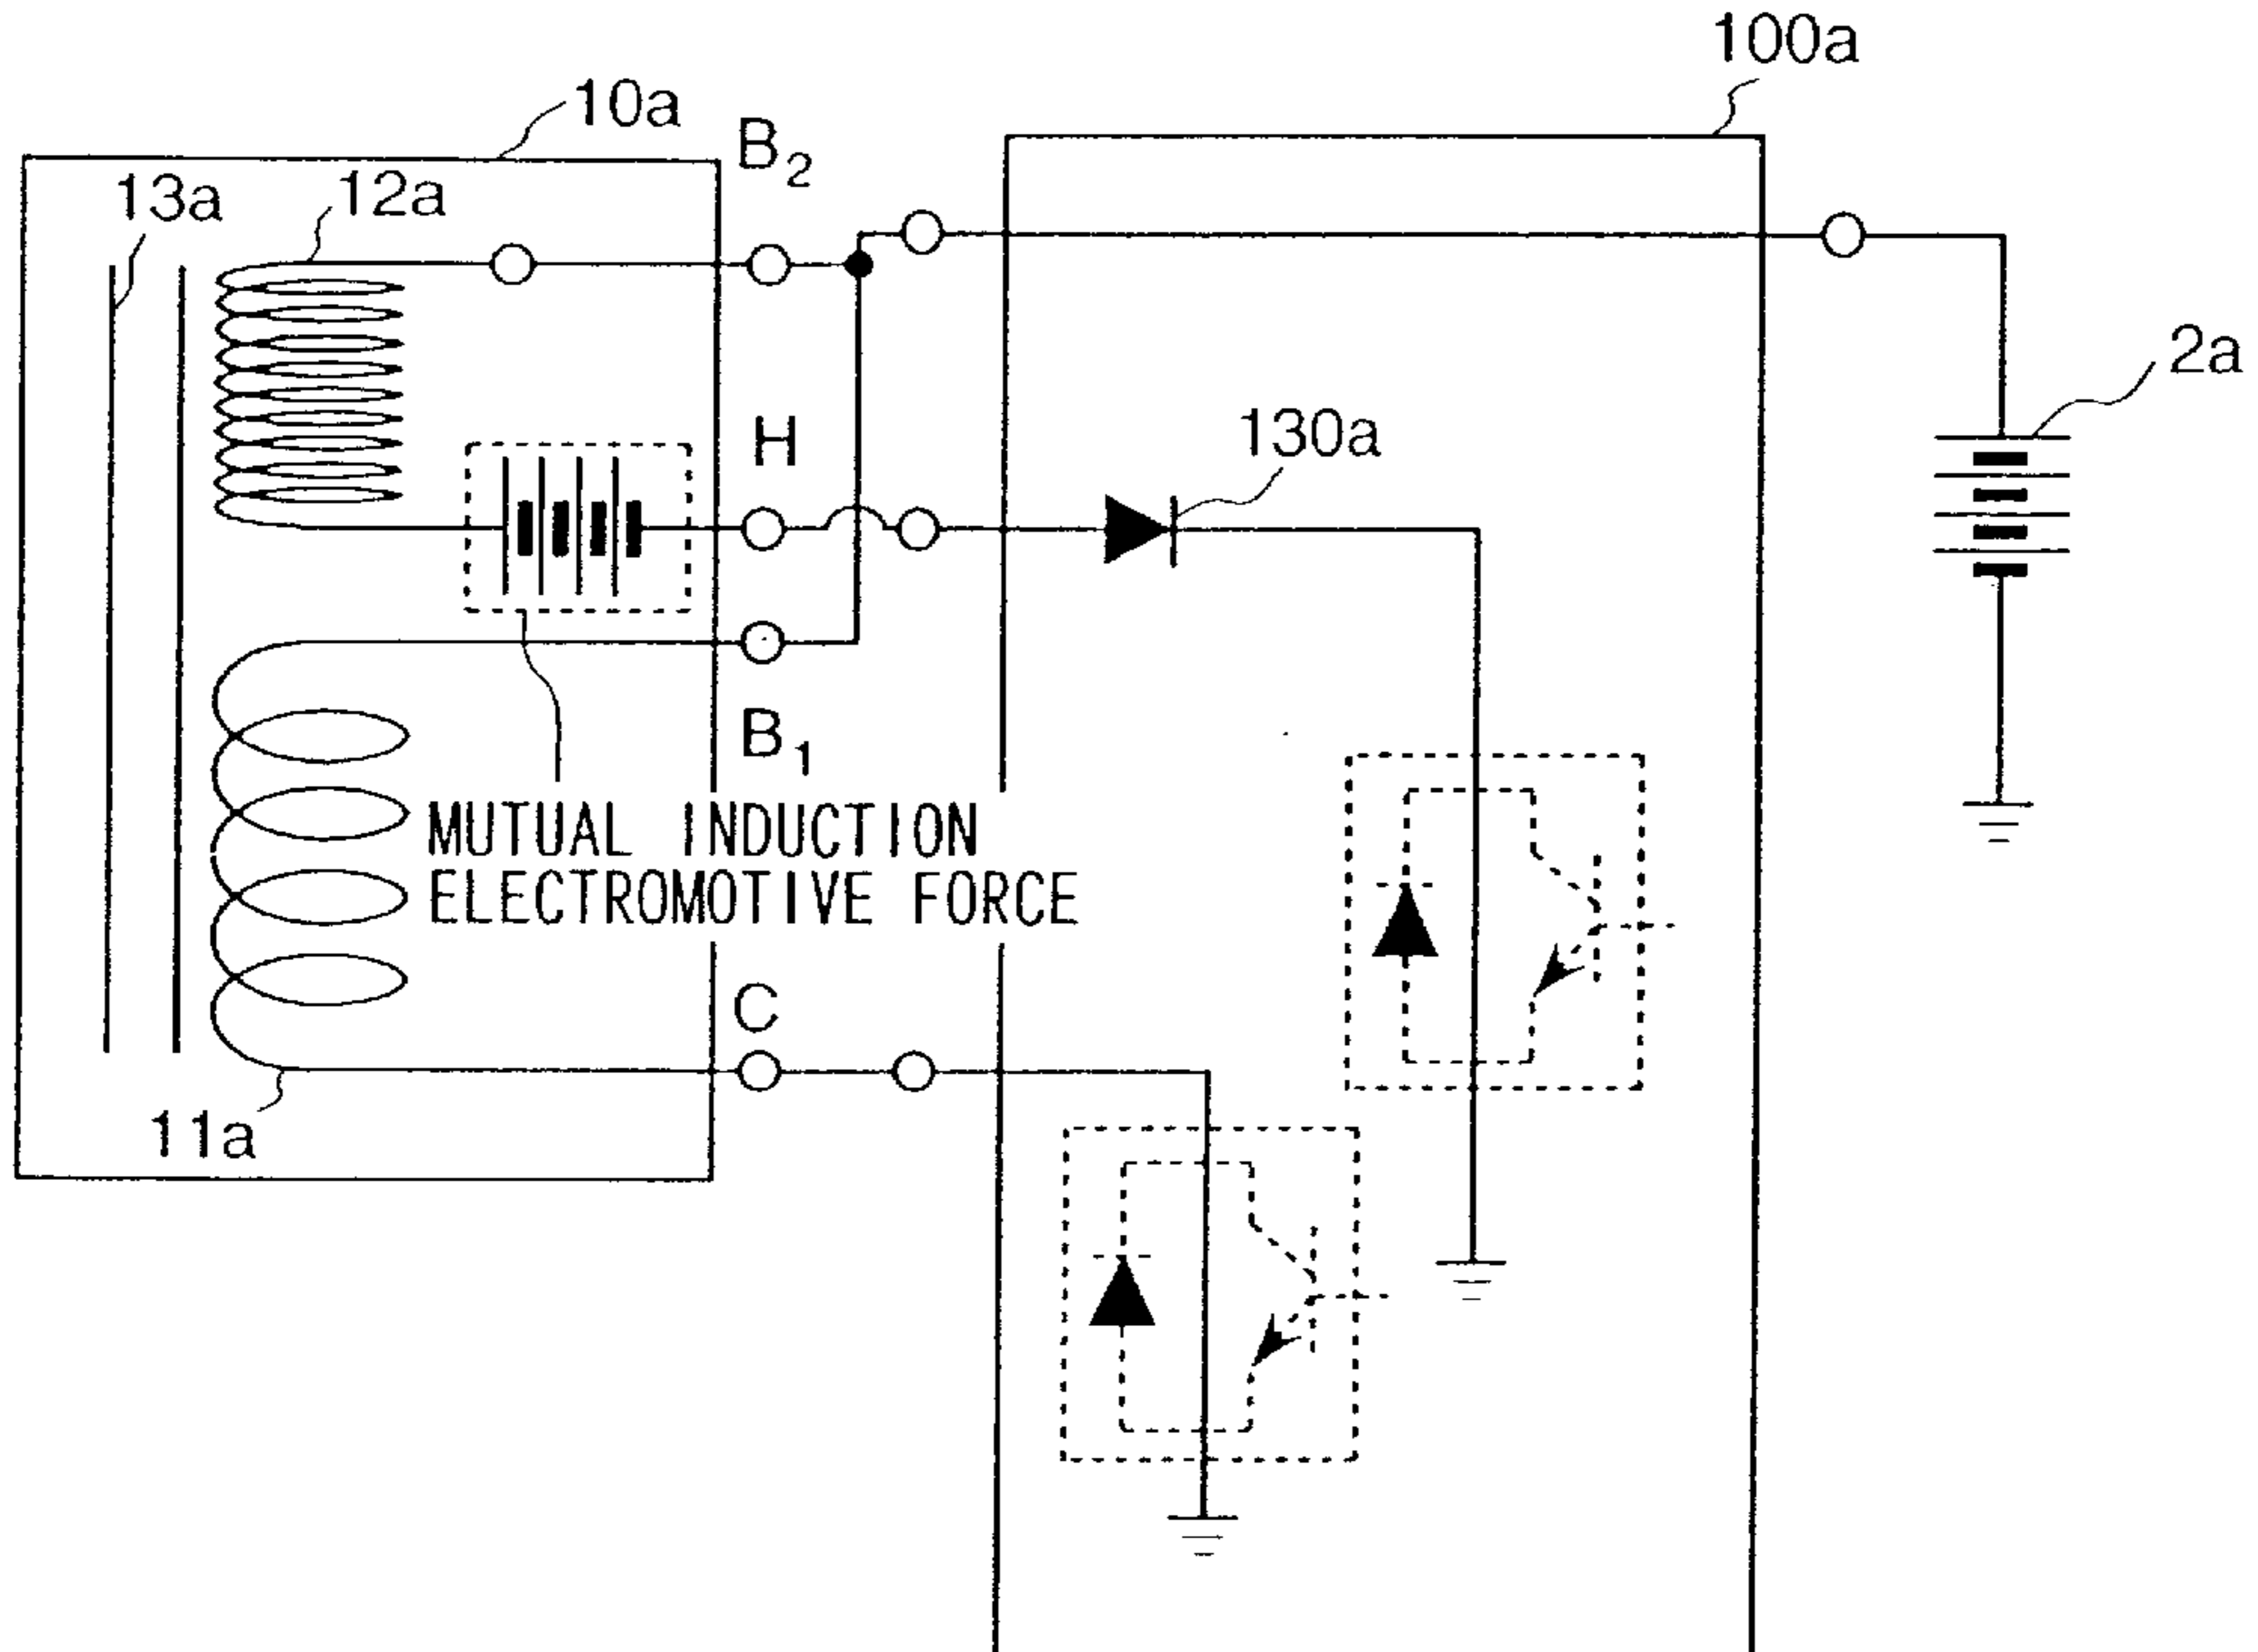 100a
10a
B2
13a
12a
2a
H
130a
B1
MUTUAL INDUCTION
ELECTROMOTIVE FORCE
C
11a